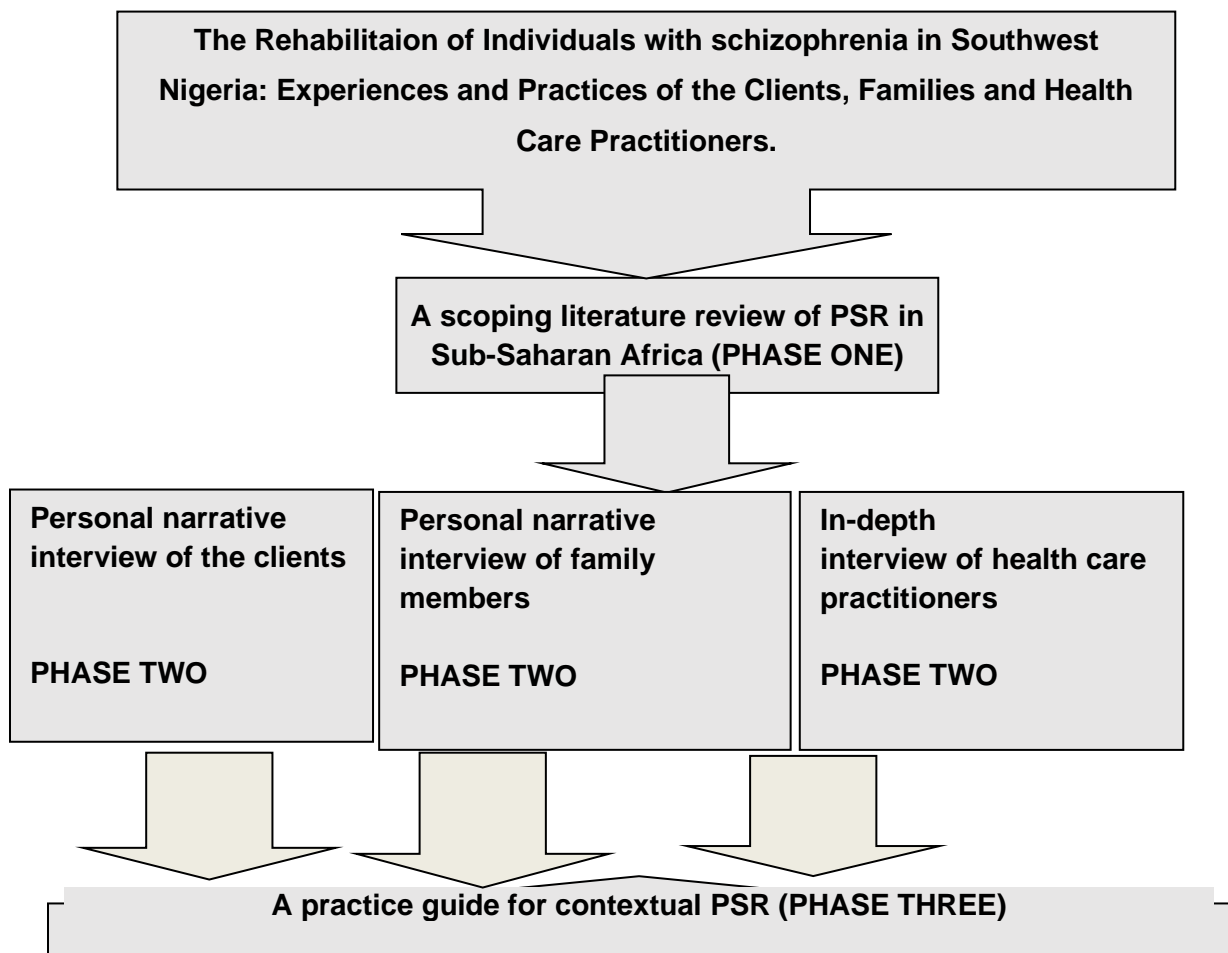 The Rehabilitaion of Individuals with schizophrenia in Southwest
Nigeria: Experiences and Practices of the Clients, Families and Health
Care Practitioners.
A scoping literature review of PSR in
Sub-Saharan Africa (PHASE ONE)
Personal narrative
interview of the clients
PHASE TWO
Personal narrative
interview of family
members
PHASE TWO
In-depth
interview of health care
practitioners
PHASE TWO
A practice guide for contextual PSR (PHASE THREE)